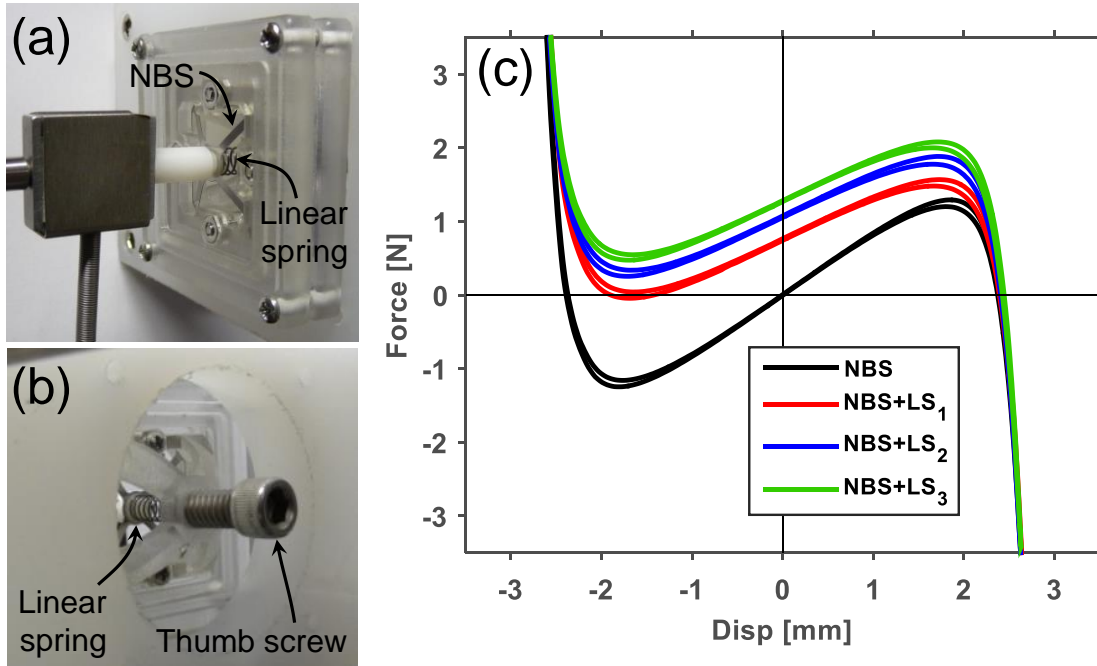 (a)
NBS
Linear
spring
(b)
Linear
spring
Thumb screw
(c)
Force [N]
3
2
1
0
-1
-2
-3
-3 -2 -1 0 1 2 3
Disp [mm]
NBS
NBS+LS1
NBS+LS2
NBS+LS3